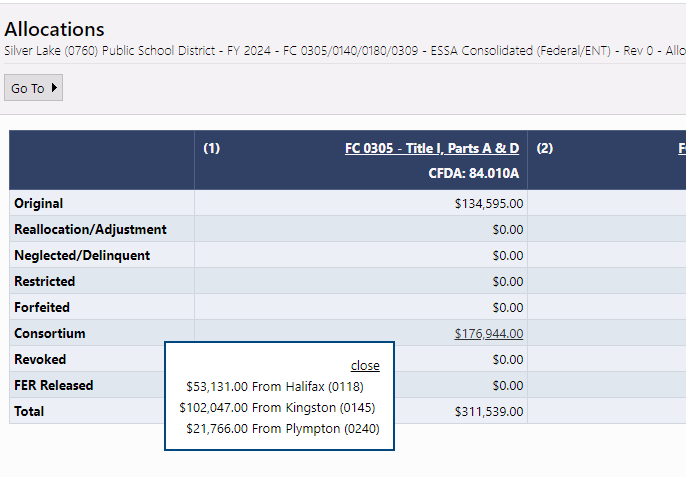 Allocations
Silver Lake (0760) Public School District - FY 2024 - FC 0305/0140/0180/0309 - ESSA Consolidated (Federal/ENT) - Rev 0 - Allo
Go To
(1) FC 0305 - Title I, Parts A & D (2) F
CFDA: 84.010A
Original $134,595.00
Reallocation/Adjustment $0.00
Neglected/Delinquent $0.00
Restricted $0.00
Forfeited $0.00
Consortium $176,944.00
Revoked $0.00
FER Released $0.00
Total $311,539.00
close
$53,131.00 From Halifax (0118)
$102,047.00 From Kingston (0145)
$21,766.00 From Plympton (0240)